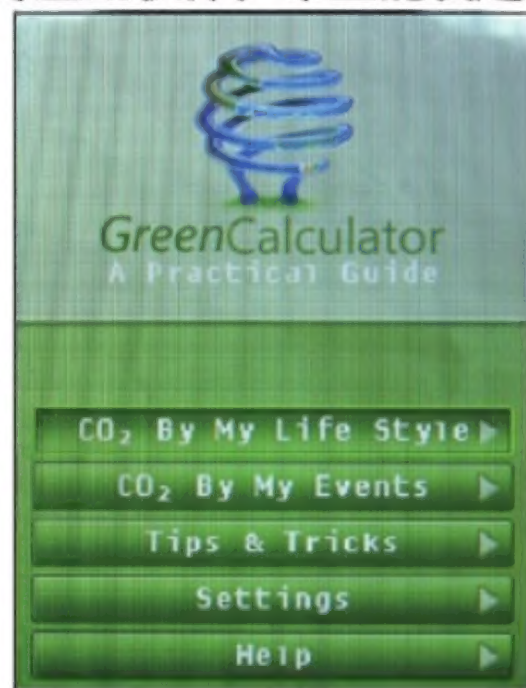 GreenCalculator
A Practical Guide
CO₂ By My Life Style
CO₂ By My Events
Tips & Tricks
Settings
Help